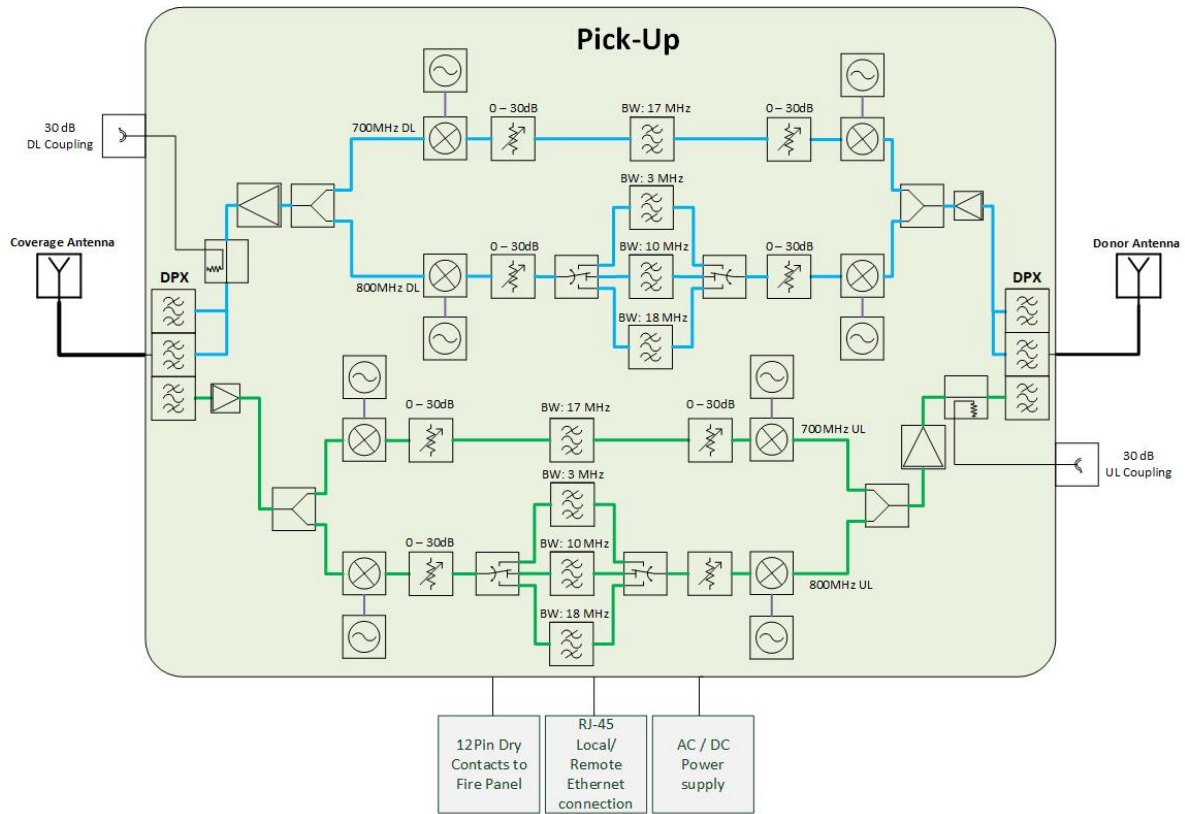 Pick-Up
30 dB
DL Coupling
700MHz DL
0 – 30dB
BW: 17 MHz
0 – 30dB
BW: 3 MHz
Coverage Antenna
Donor Antenna
DPX
800MHz DL
0 – 30dB
BW: 10 MHz
0 – 30dB
DPX
BW: 18 MHz
0 – 30dB
BW: 17 MHz
0 – 30dB
700MHz UL
30 dB
UL Coupling
BW: 3 MHz
0 – 30dB
BW: 10 MHz
0 – 30dB
800MHz UL
BW: 18 MHz
12Pin Dry
Contacts to
Fire Panel
RJ-45
Local/
Remote
Ethernet
connection
AC / DC
Power
supply